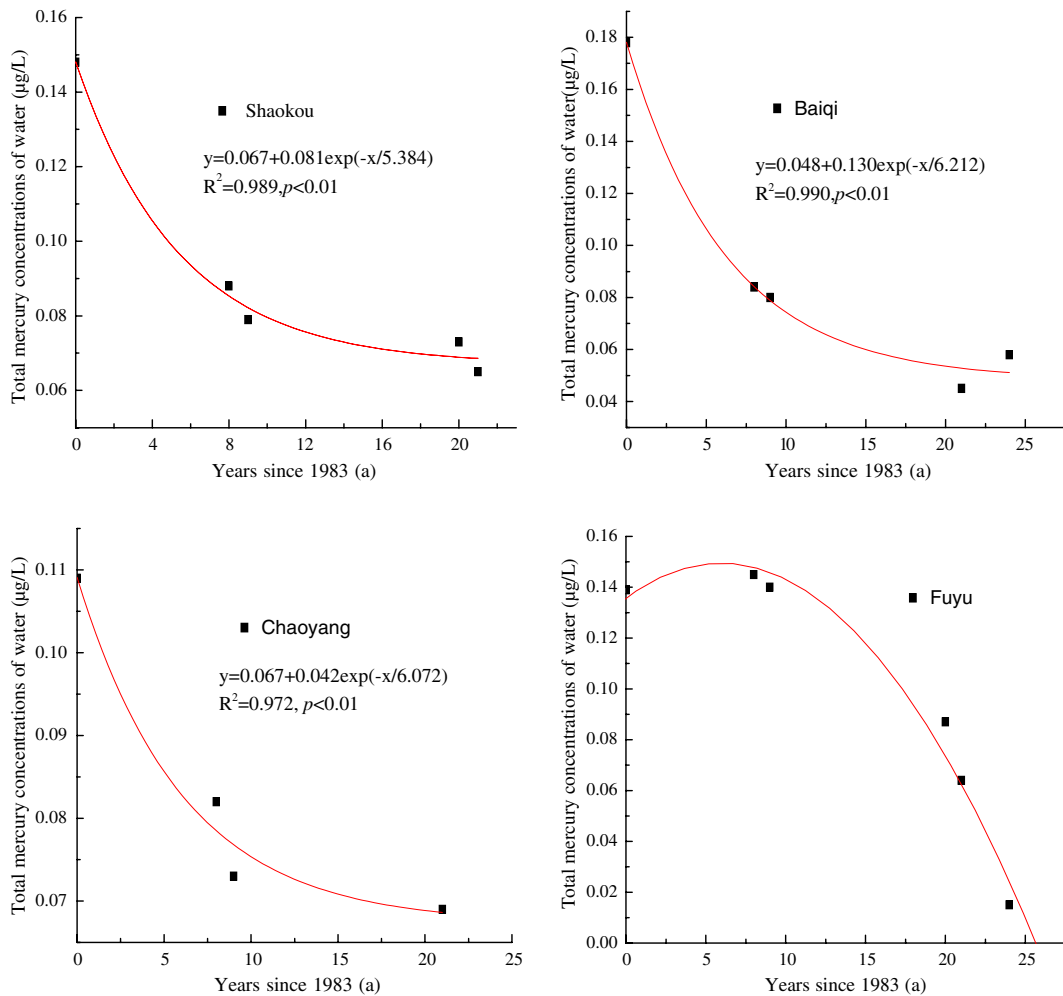 Total mercury concentrations of water (μg/L)
0.16
0.14
0.12
0.10
0.08
0.06
Shaokou
y=0.067+0.081exp(-x/5.384)
R²=0.989,p<0.01
0 4 8 12 16 20
Years since 1983 (a)
Total mercury concentrations of water(μg/L)
0.18
0.16
0.14
0.12
0.10
0.08
0.06
0.04
Baiqi
y=0.048+0.130exp(-x/6.212)
R²=0.990,p<0.01
0 5 10 15 20 25
Years since 1983 (a)
Total mercury concentrations of water (μg/L)
0.11
0.10
0.09
0.08
0.07
Chaoyang
y=0.067+0.042exp(-x/6.072)
R²=0.972, p<0.01
0 5 10 15 20 25
Years since 1983 (a)
Total mercury concentrations of water (μg/L)
0.16
0.14
0.12
0.10
0.08
0.06
0.04
0.02
0.00
Fuyu
0 5 10 15 20 25
Years since 1983 (a)